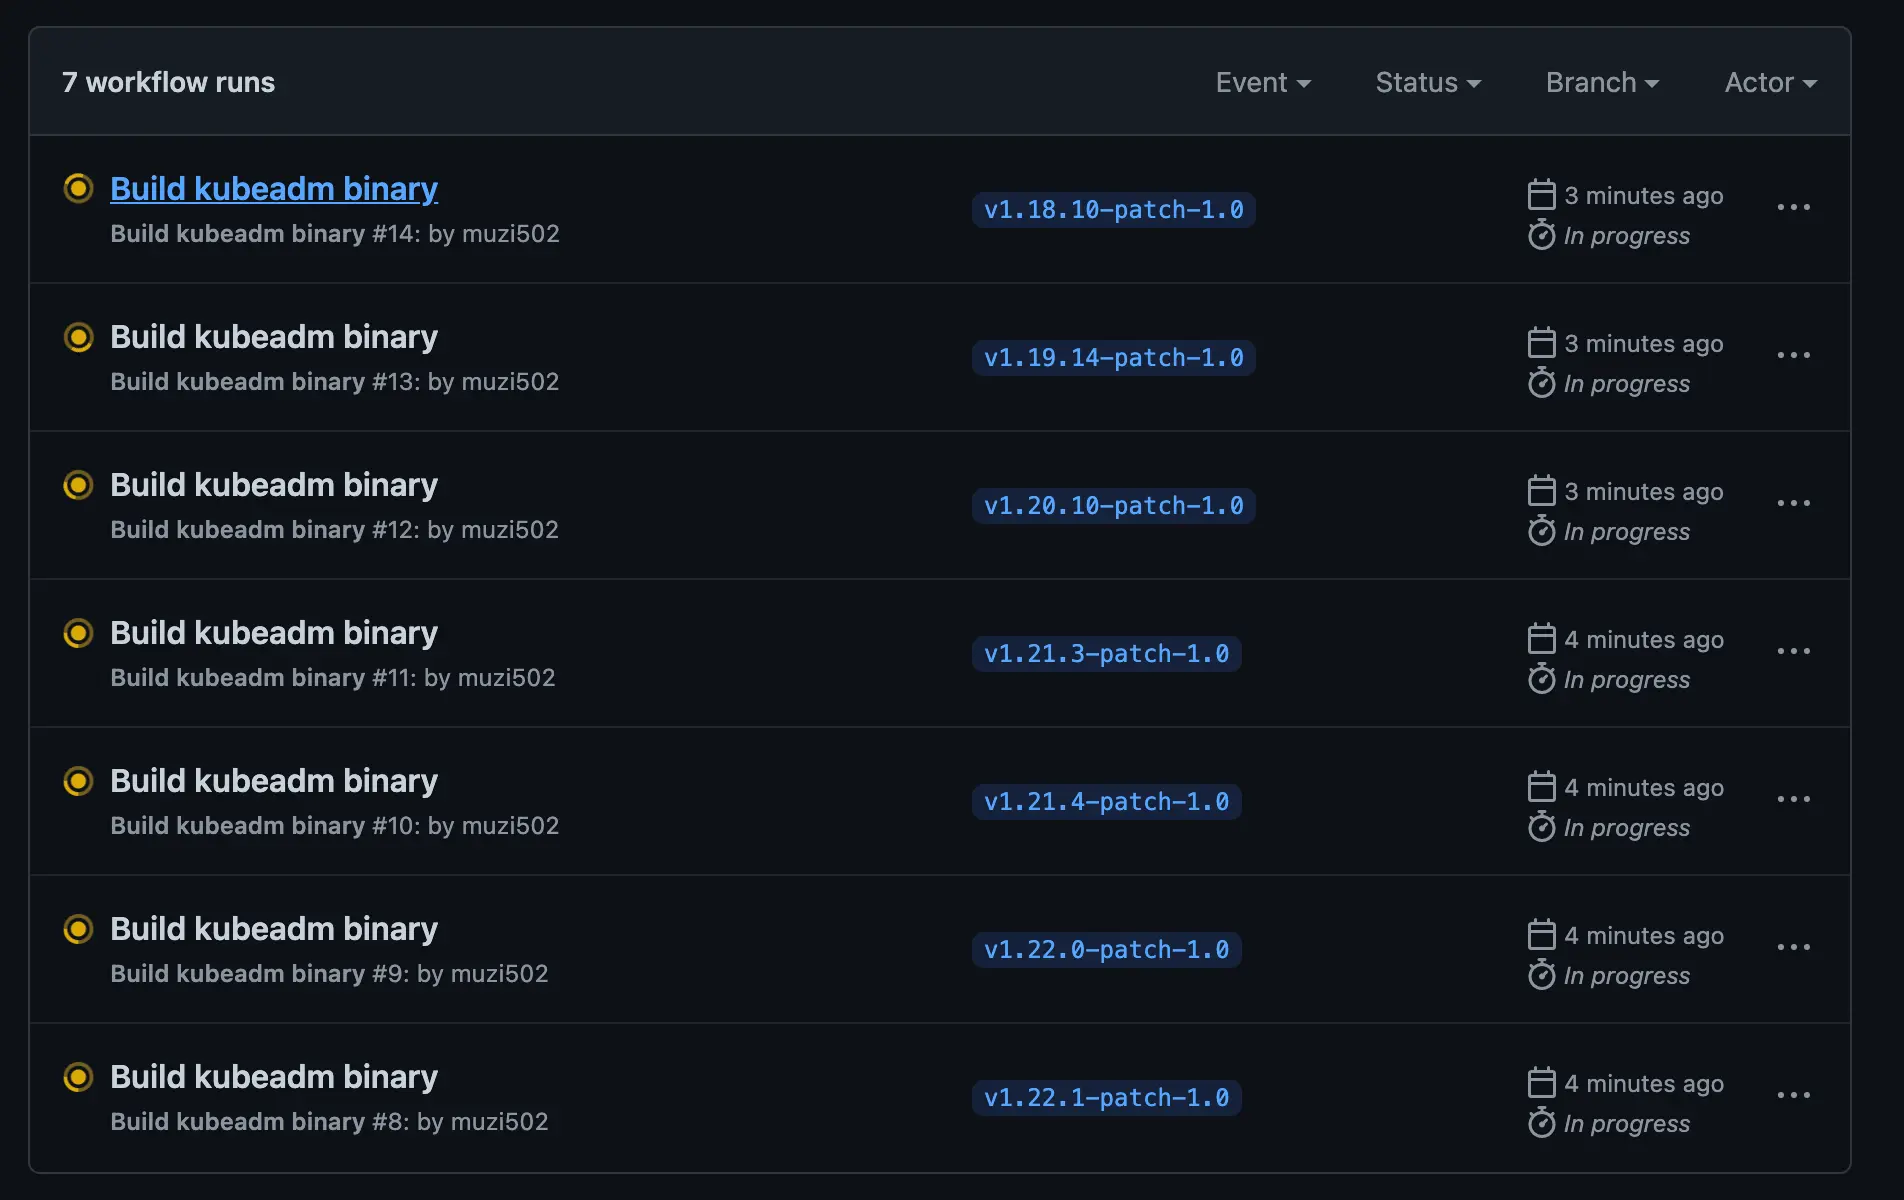 7 workflow runs
Event
Status
Branch
Actor
Build kubeadm binary
Build kubeadm binary #14: by muzi502
v1.18.10-patch-1.0
3 minutes ago
In progress
Build kubeadm binary
Build kubeadm binary #13: by muzi502
v1.19.14-patch-1.0
3 minutes ago
In progress
Build kubeadm binary
Build kubeadm binary #12: by muzi502
v1.20.10-patch-1.0
3 minutes ago
In progress
Build kubeadm binary
Build kubeadm binary #11: by muzi502
v1.21.3-patch-1.0
4 minutes ago
In progress
Build kubeadm binary
Build kubeadm binary #10: by muzi502
v1.21.4-patch-1.0
4 minutes ago
In progress
Build kubeadm binary
Build kubeadm binary #9: by muzi502
v1.22.0-patch-1.0
4 minutes ago
In progress
Build kubeadm binary
Build kubeadm binary #8: by muzi502
v1.22.1-patch-1.0
4 minutes ago
In progress